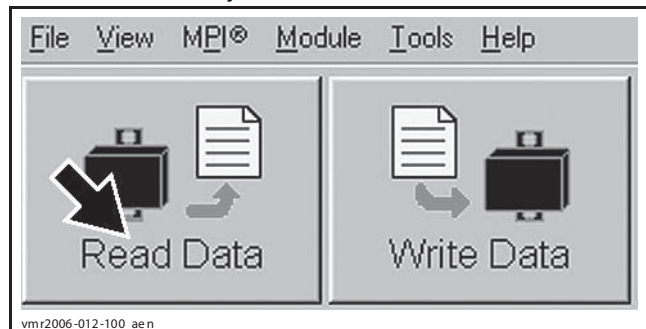 File View MPI® Module Tools Help
Read Data Write Data
vmr2006-012-100_aen